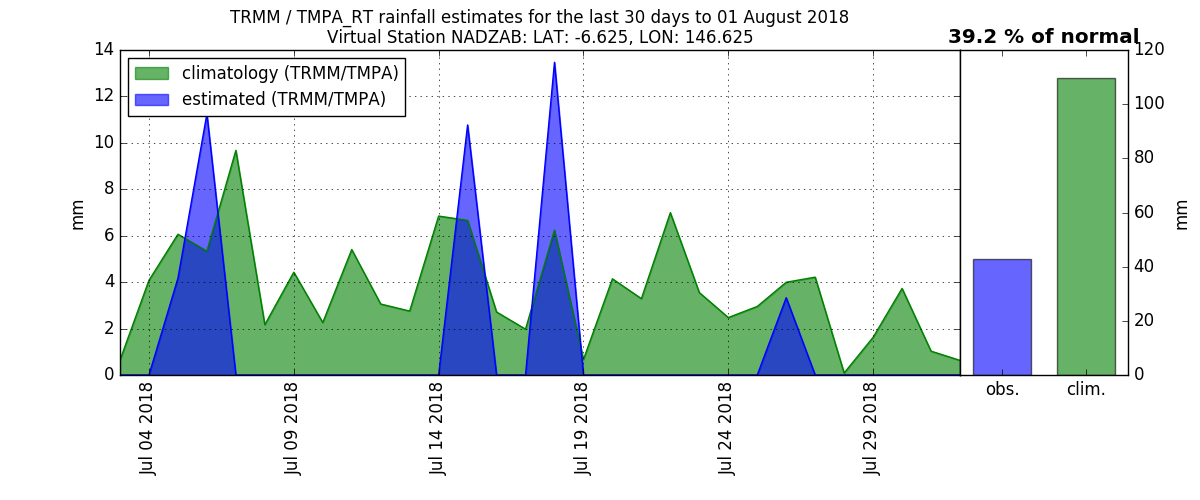 TRMM / TMPA_RT rainfall estimates for the last 30 days to 01 August 2018
Virtual Station NADZAB: LAT: -6.625, LON: 146.625
39.2 % of normal
climatology (TRMM/TMPA)
estimated (TRMM/TMPA)
14
12
10
8
6
4
2
0
mm
Jul 04 2018
Jul 09 2018
Jul 14 2018
Jul 19 2018
Jul 24 2018
Jul 29 2018
obs.
clim.
120
100
80
60
40
20
0
mm